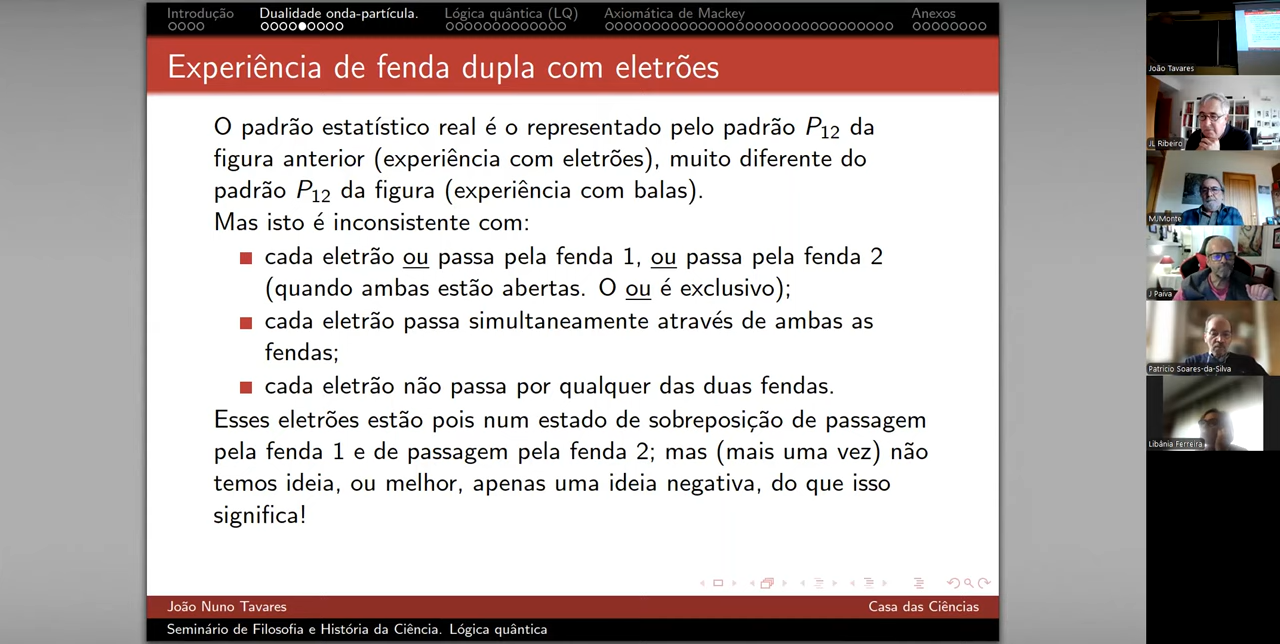 Introdução
Dualidade onda-partícula.
Lógica quântica (LQ)
Axiomática de Mackey
Anexos
Experiência de fenda dupla com eletrões
O padrão estatístico real é o representado pelo padrão P12 da
figura anterior (experiência com eletrões), muito diferente do
padrão P12 da figura (experiência com balas).
Mas isto é inconsistente com:
cada eletrão ou passa pela fenda 1, ou passa pela fenda 2
(quando ambas estão abertas. O ou é exclusivo);
cada eletrão passa simultaneamente através de ambas as
fendas;
cada eletrão não passa por qualquer das duas fendas.
Esses eletrões estão pois num estado de sobreposição de passagem
pela fenda 1 e de passagem pela fenda 2; mas (mais uma vez) não
temos ideia, ou melhor, apenas uma ideia negativa, do que isso
significa!
João Nuno Tavares
Casa das Ciências
Seminário de Filosofia e História da Ciência. Lógica quântica
João Tavares
JL Ribeiro
MJMonte
J Paiva
Patricio Soares-da-Silva
Libânia Ferreira